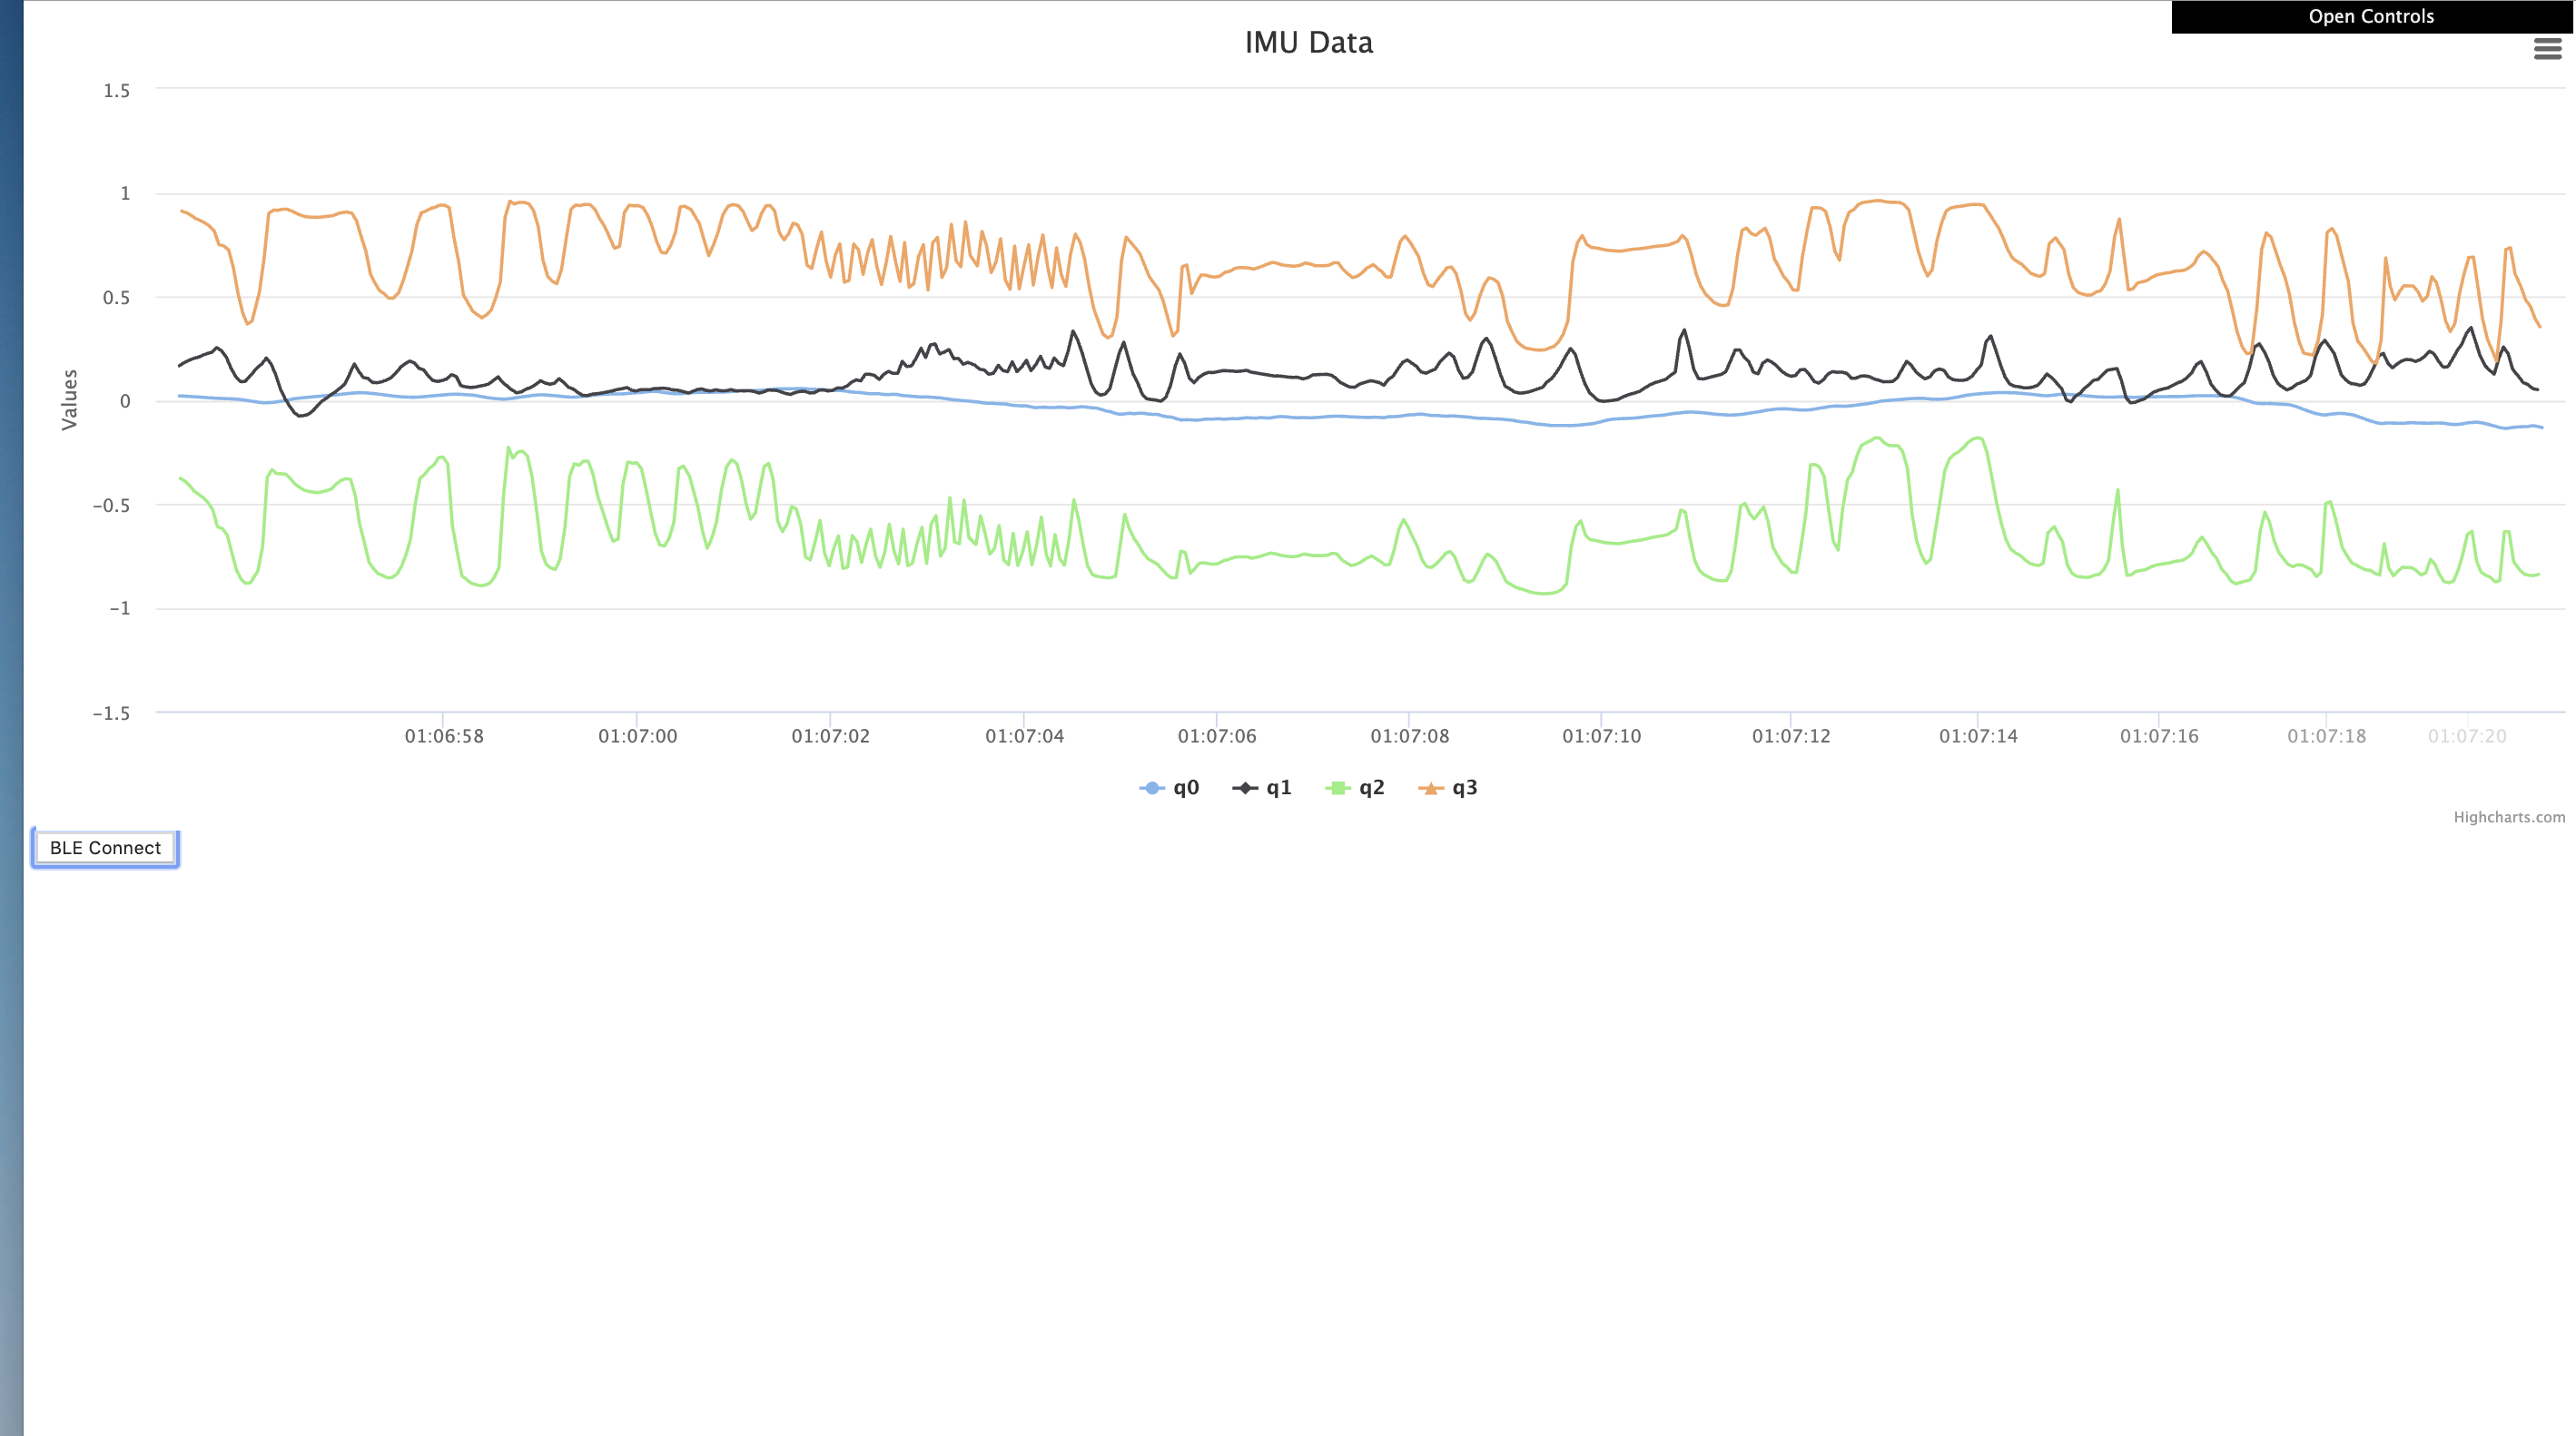 Open Controls
IMU Data
1.5
1
0.5
0
−0.5
−1
−1.5
Values
01:06:58 01:07:00 01:07:02 01:07:04 01:07:06 01:07:08 01:07:10 01:07:12 01:07:14 01:07:16 01:07:18 01:07:20
q0 q1 q2 q3
Highcharts.com
BLE Connect